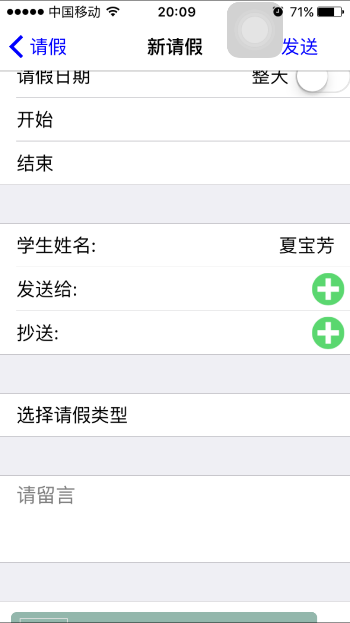 中国移动 20:09 71%
请假 新请假 发送
请假日期 整天
开始
结束
学生姓名: 夏宝芳
发送给:
抄送:
选择请假类型
请留言